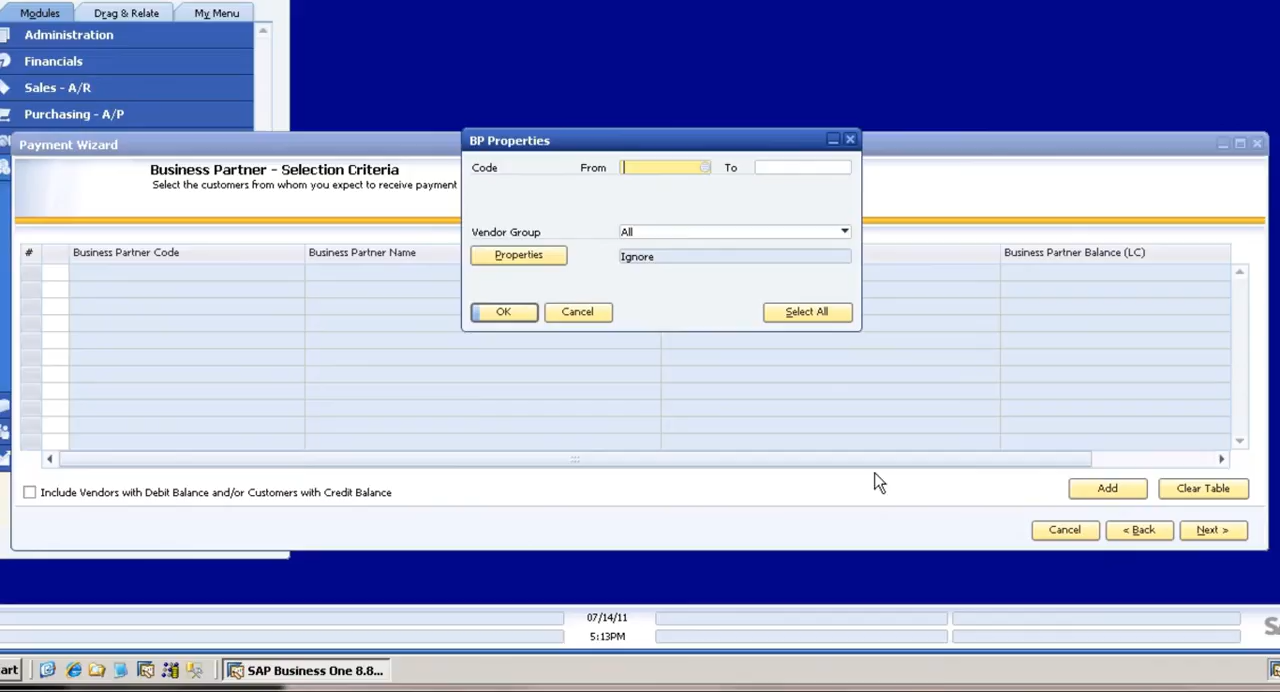 Modules Drag & Relate My Menu
Administration
Financials
Sales - A/R
Purchasing - A/P
Payment Wizard
Business Partner - Selection Criteria
Select the customers from whom you expect to receive payment
BP Properties
Code From To
Vendor Group All
Properties Ignore
OK Cancel Select All
# Business Partner Code Business Partner Name Business Partner Balance (LC)
Include Vendors with Debit Balance and/or Customers with Credit Balance
Add Clear Table
Cancel < Back Next >
07/14/11
5:13PM
art SAP Business One 8.8...